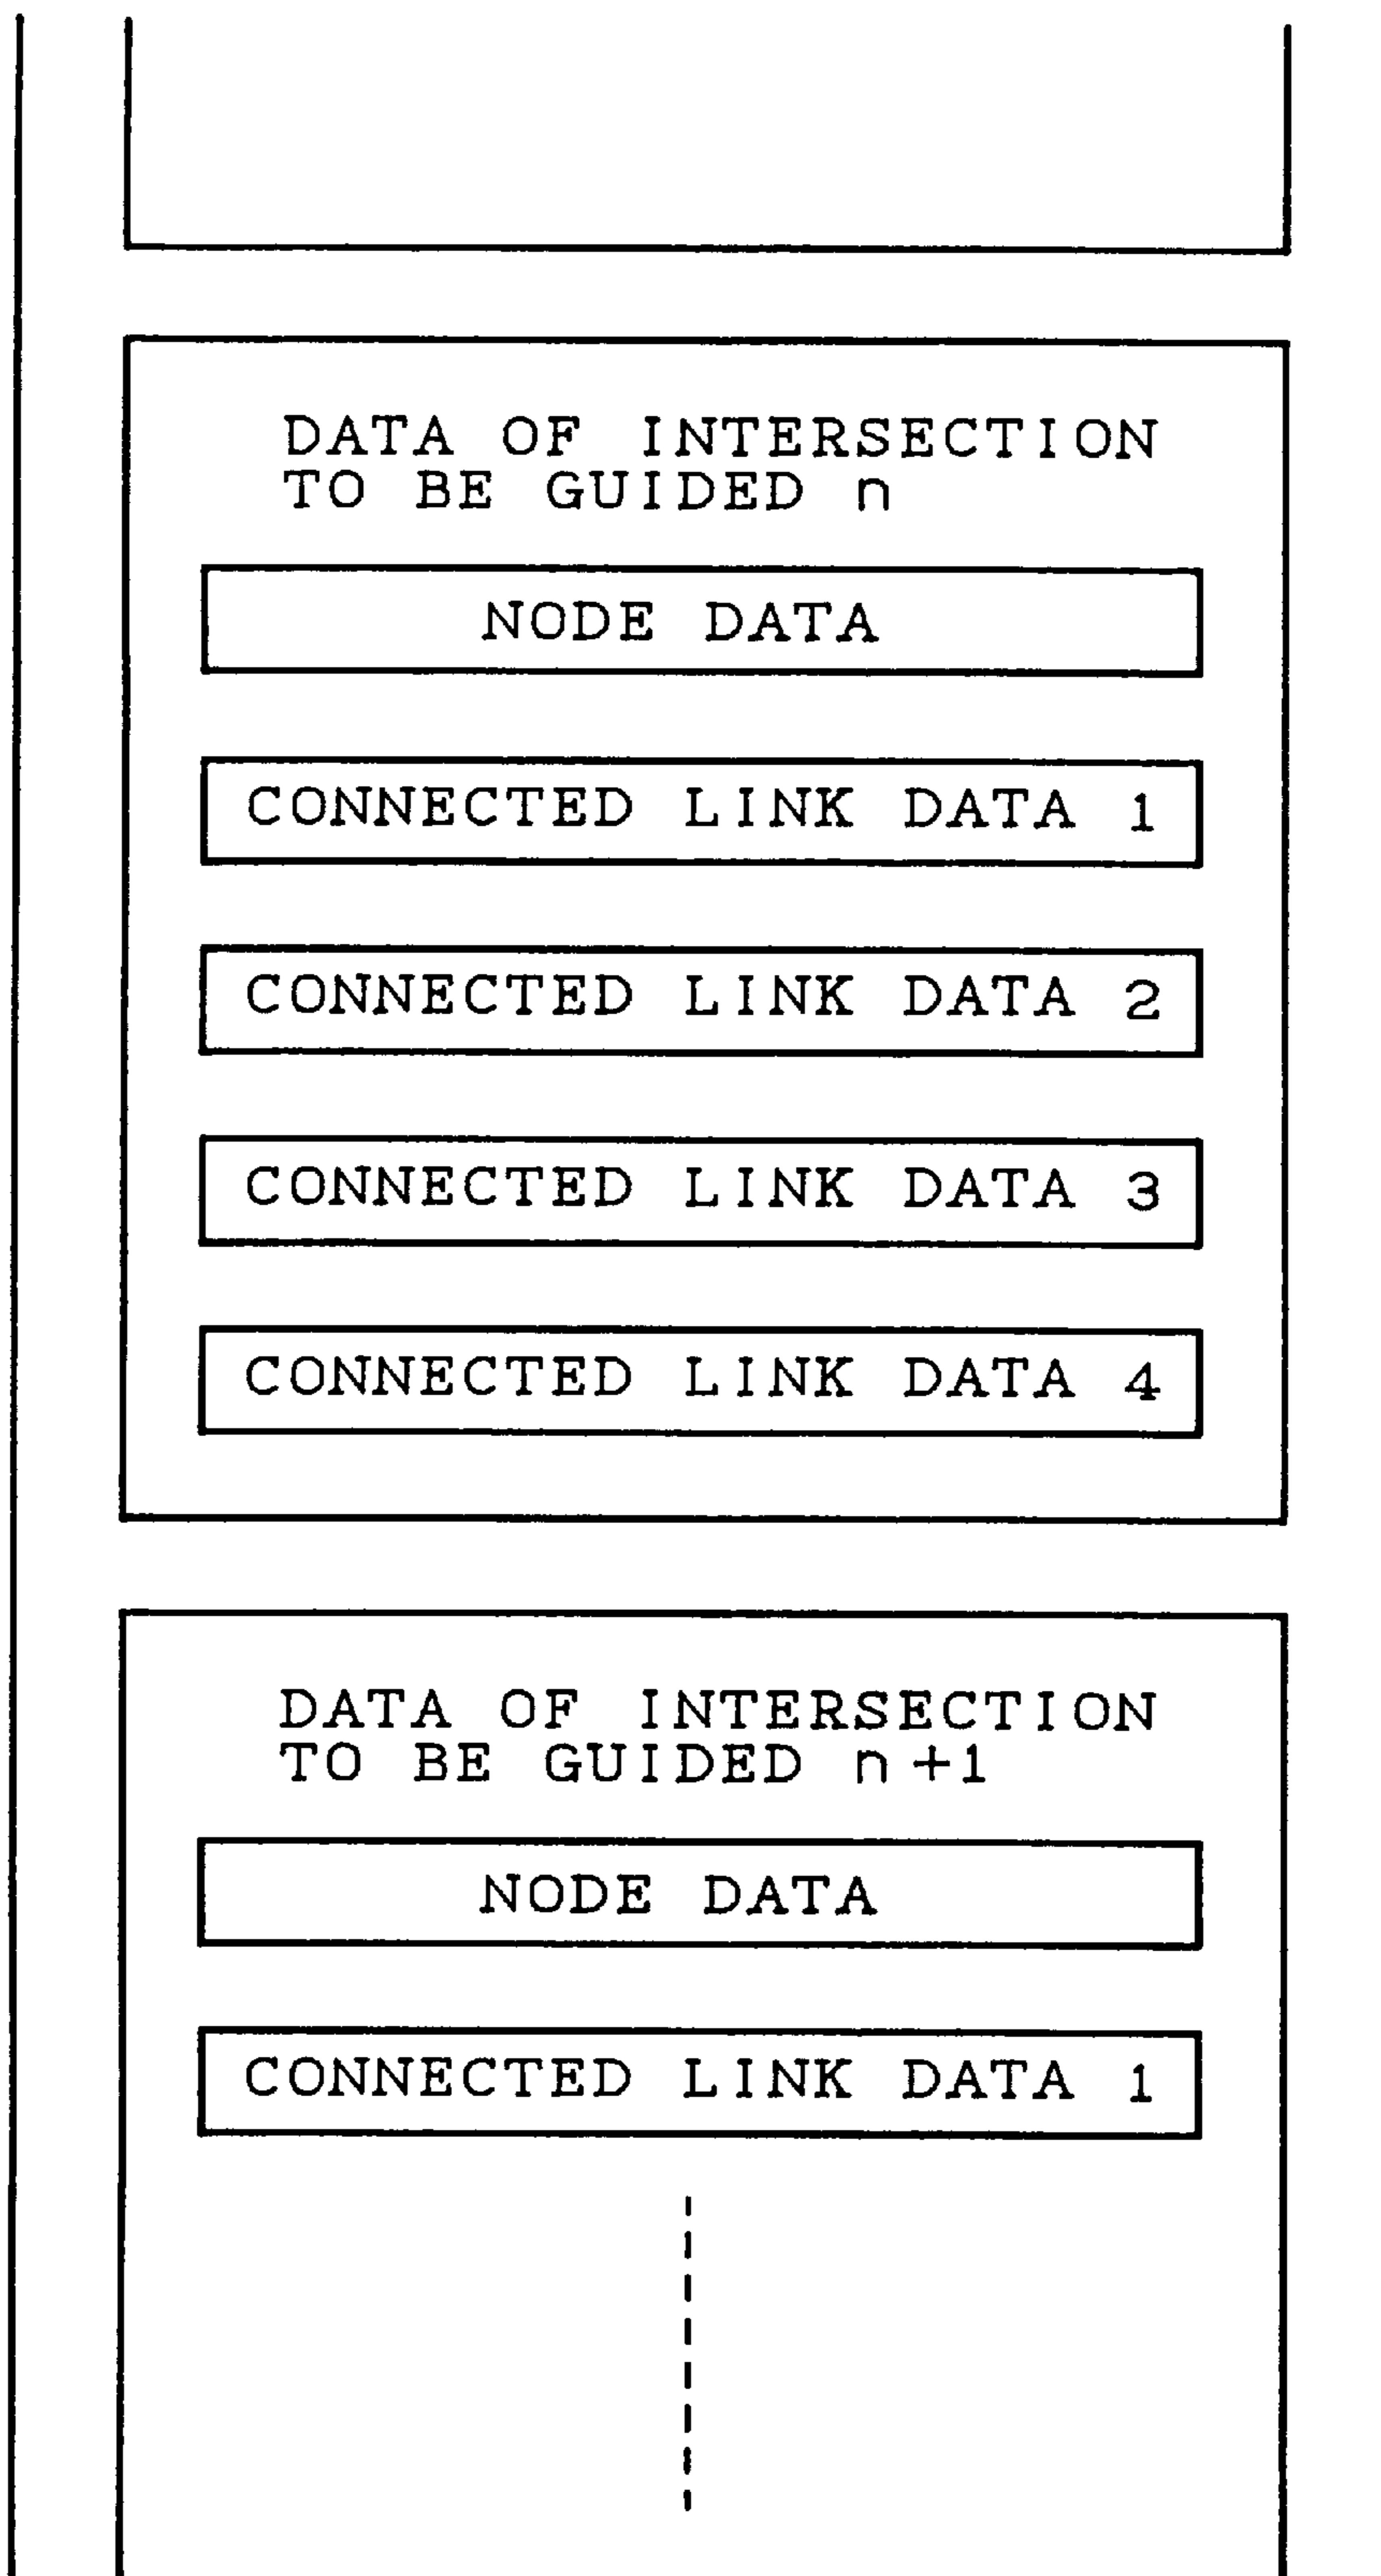 DATA OF INTERSECTION
TO BE GUIDED n
NODE DATA
CONNECTED LINK DATA 1
CONNECTED LINK DATA 2
CONNECTED LINK DATA 3
CONNECTED LINK DATA 4
DATA OF INTERSECTION
TO BE GUIDED n+1
NODE DATA
CONNECTED LINK DATA 1